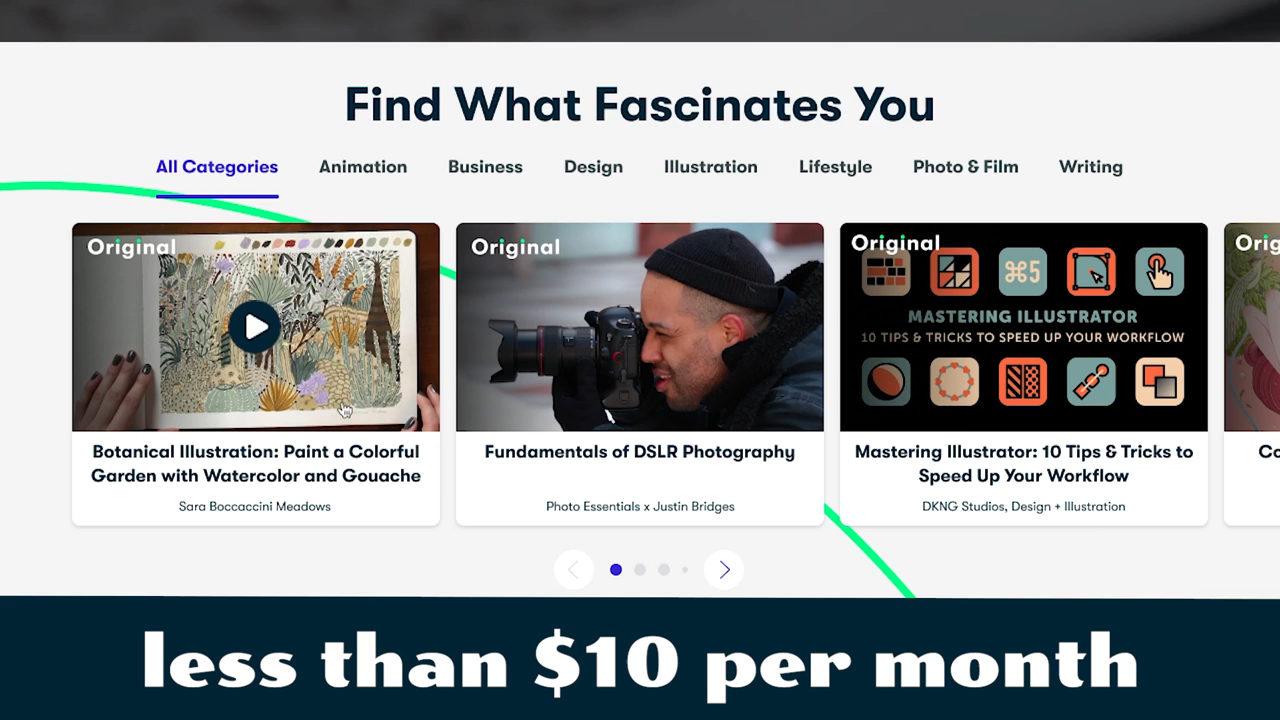 Find What Fascinates You
All Categories Animation Business Design Illustration Lifestyle Photo & Film Writing
Original
Original
Original
Orig
⌘5
MASTERING ILLUSTRATOR
10 TIPS & TRICKS TO SPEED UP YOUR WORKFLOW
Botanical Illustration: Paint a Colorful
Garden with Watercolor and Gouache
Sara Boccaccini Meadows
Fundamentals of DSLR Photography
Photo Essentials x Justin Bridges
Mastering Illustrator: 10 Tips & Tricks to
Speed Up Your Workflow
DKNG Studios, Design + Illustration
Co
less than $10 per month